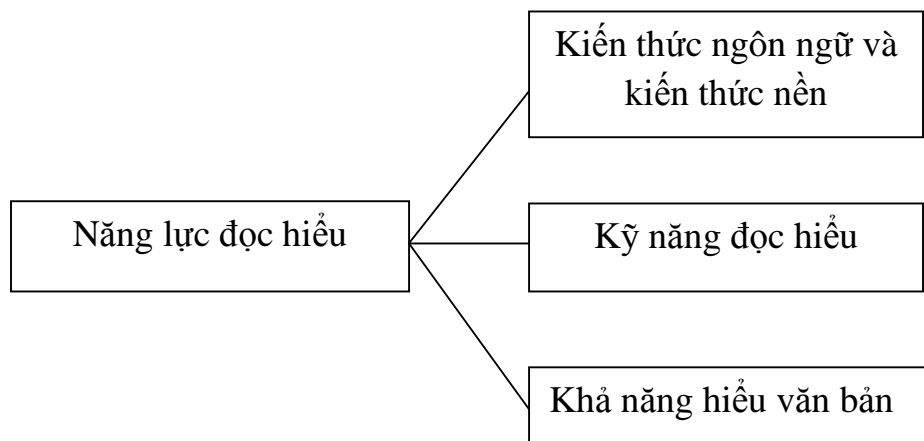 Kiến thức ngôn ngữ và
kiến thức nền
Năng lực đọc hiểu
Kỹ năng đọc hiểu
Khả năng hiểu văn bản